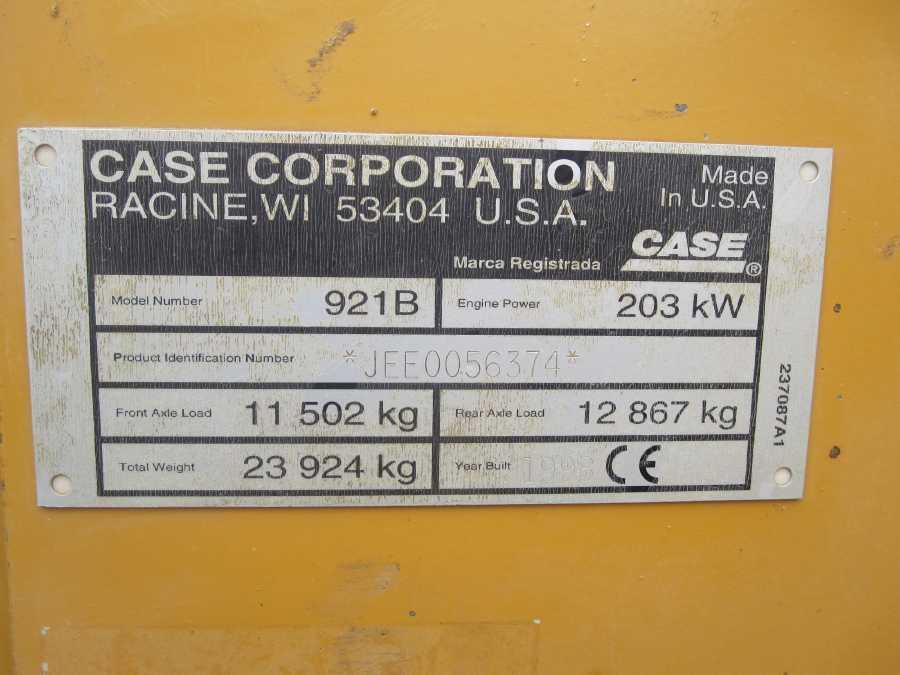 CASE CORPORATION
RACINE, WI 53404 U.S.A.
Made
In U.S.A.
Marca Registrada
CASE ®
Model Number 921B
Engine Power 203 kW
Product Identification Number *JEE0056374*
Front Axle Load 11 502 kg
Rear Axle Load 12 867 kg
Total Weight 23 924 kg
Year Built 1998 CE
237087A1